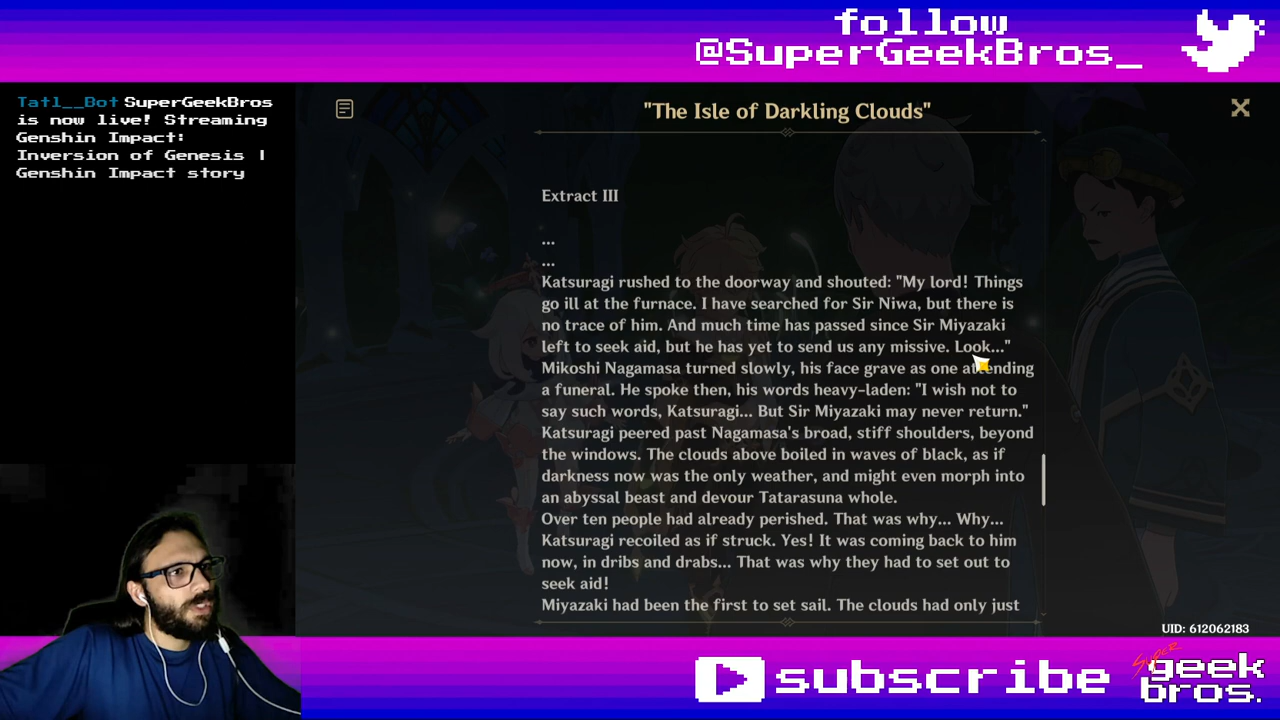 follow
@SuperGeekBros_
Tatl__Bot SuperGeekBros
is now live! Streaming
Genshin Impact:
Inversion of Genesis |
Genshin Impact story
"The Isle of Darkling Clouds"
Extract III
...
...
Katsuragi rushed to the doorway and shouted: "My lord! Things
go ill at the furnace. I have searched for Sir Niwa, but there is
no trace of him. And much time has passed since Sir Miyazaki
left to seek aid, but he has yet to send us any missive. Look..."
Mikoshi Nagamasa turned slowly, his face grave as one attending
a funeral. He spoke then, his words heavy-laden: "I wish not to
say such words, Katsuragi... But Sir Miyazaki may never return."
Katsuragi peered past Nagamasa's broad, stiff shoulders, beyond
the windows. The clouds above boiled in waves of black, as if
darkness now was the only weather, and might even morph into
an abyssal beast and devour Tatarasuna whole.
Over ten people had already perished. That was why... Why...
Katsuragi recoiled as if struck. Yes! It was coming back to him
now, in dribs and drabs... That was why they had to set out to
seek aid!
Miyazaki had been the first to set sail. The clouds had only just
UID: 612062183
subscribe
super
geek
bros.